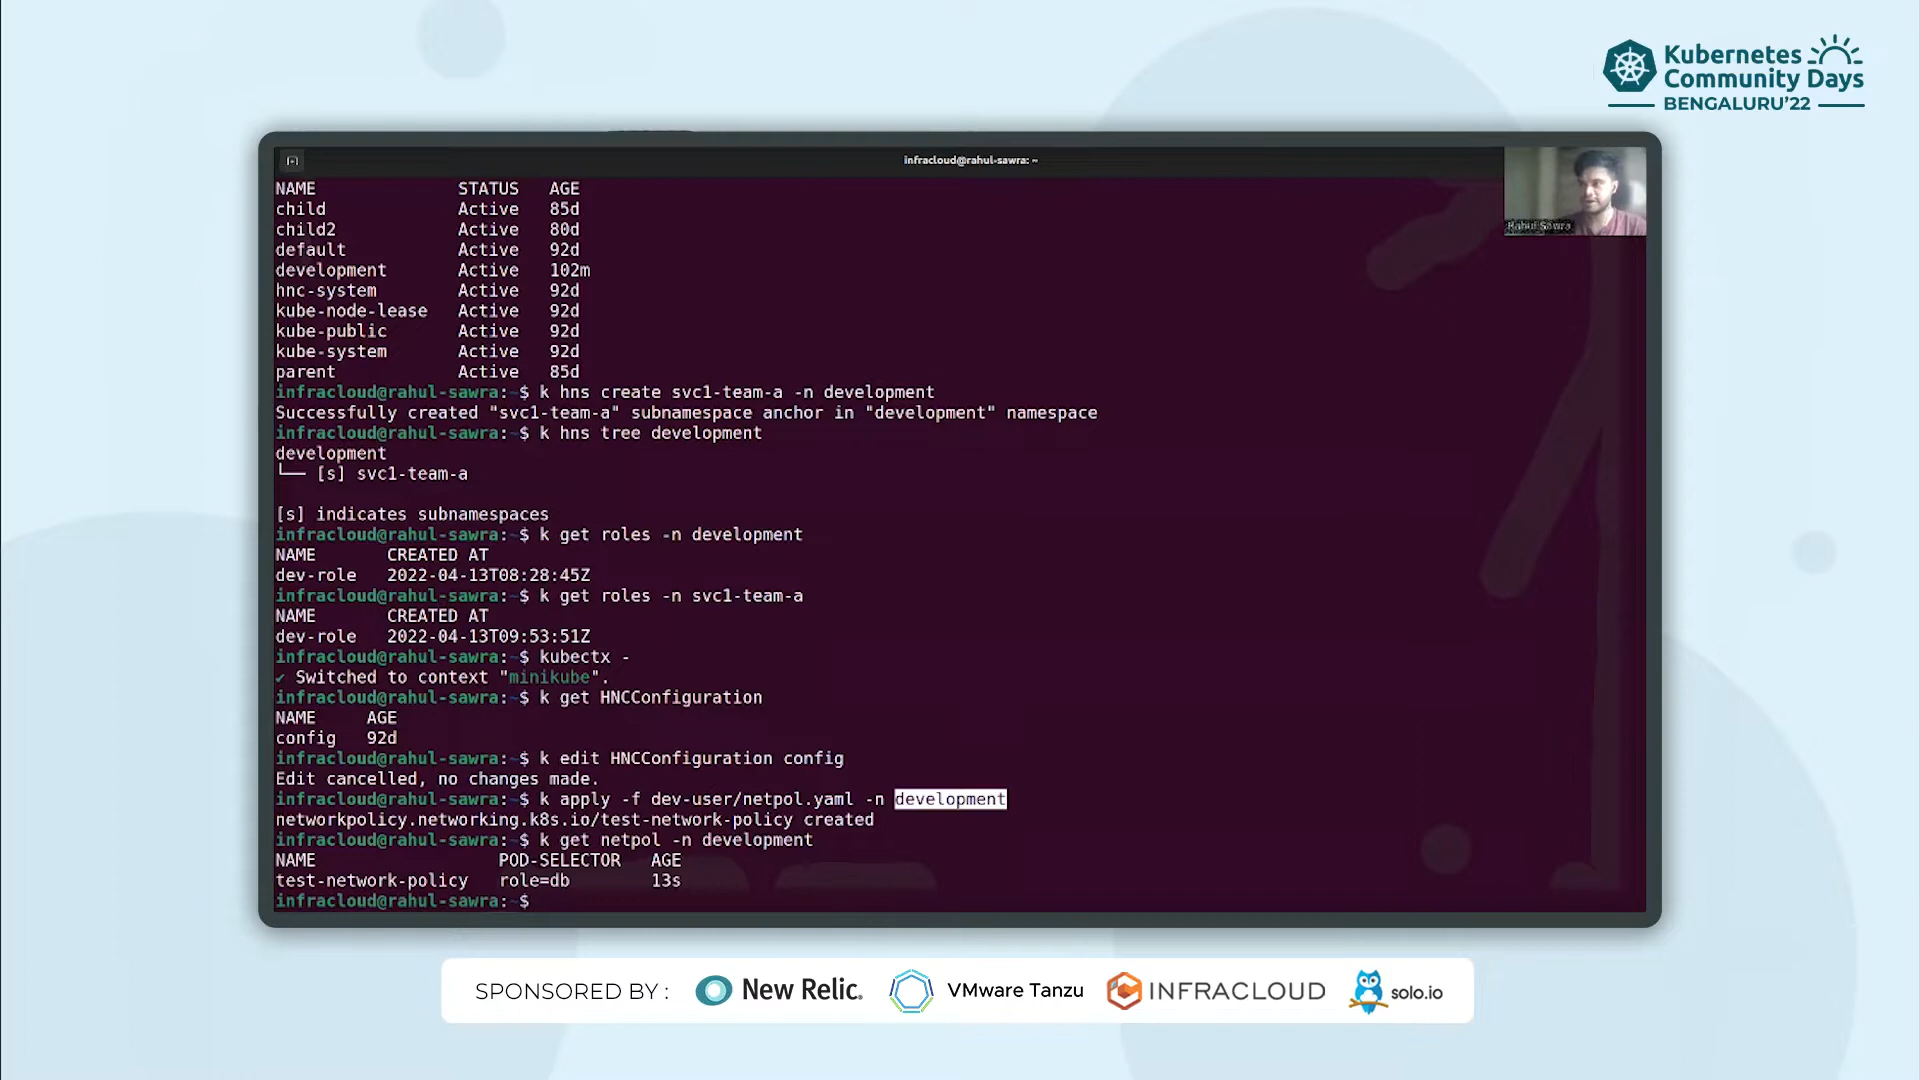 Kubernetes
Community Days
BENGALURU'22
infracloud@rahul-sawra: ~
Rahul Sawra
NAME STATUS AGE
child Active 85d
child2 Active 80d
default Active 92d
development Active 102m
hnc-system Active 92d
kube-node-lease Active 92d
kube-public Active 92d
kube-system Active 92d
parent Active 85d
infracloud@rahul-sawra:~$ k hns create svc1-team-a -n development
Successfully created "svc1-team-a" subnamespace anchor in "development" namespace
infracloud@rahul-sawra:~$ k hns tree development
development
└── [s] svc1-team-a
[s] indicates subnamespaces
infracloud@rahul-sawra:~$ k get roles -n development
NAME CREATED AT
dev-role 2022-04-13T08:28:45Z
infracloud@rahul-sawra:~$ k get roles -n svc1-team-a
NAME CREATED AT
dev-role 2022-04-13T09:53:51Z
infracloud@rahul-sawra:~$ kubectx -
✔ Switched to context "minikube".
infracloud@rahul-sawra:~$ k get HNCConfiguration
NAME AGE
config 92d
infracloud@rahul-sawra:~$ k edit HNCConfiguration config
Edit cancelled, no changes made.
infracloud@rahul-sawra:~$ k apply -f dev-user/netpol.yaml -n development
networkpolicy.networking.k8s.io/test-network-policy created
infracloud@rahul-sawra:~$ k get netpol -n development
NAME POD-SELECTOR AGE
test-network-policy role=db 13s
infracloud@rahul-sawra:~$
SPONSORED BY : New Relic. VMware Tanzu INFRACLOUD solo.io